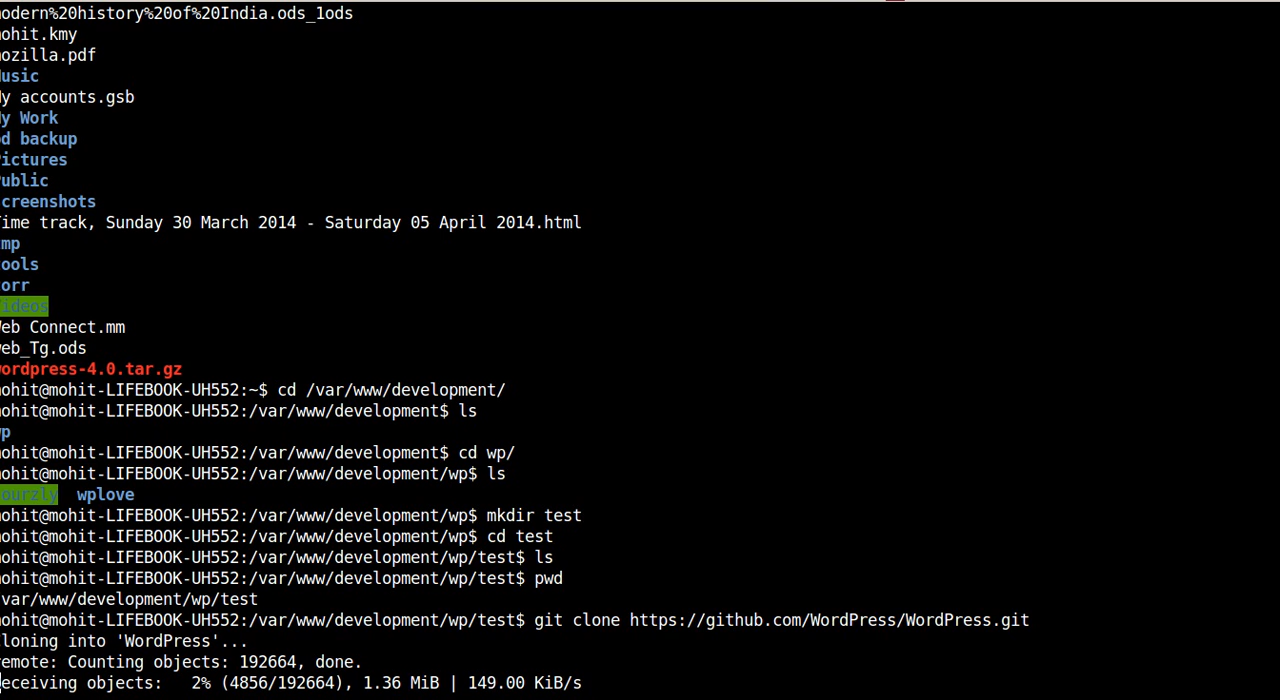 odern%20history%20of%20India.ods_1ods
ohit.kmy
ozilla.pdf
usic
y accounts.gsb
y Work
d backup
ictures
ublic
creenshots
ime track, Sunday 30 March 2014 - Saturday 05 April 2014.html
mp
ools
orr
ideos
eb Connect.mm
eb_Tg.ods
ordpress-4.0.tar.gz
ohit@mohit-LIFEBOOK-UH552:~$ cd /var/www/development/
ohit@mohit-LIFEBOOK-UH552:/var/www/development$ ls
p
ohit@mohit-LIFEBOOK-UH552:/var/www/development$ cd wp/
ohit@mohit-LIFEBOOK-UH552:/var/www/development/wp$ ls
ourzly  wplove
ohit@mohit-LIFEBOOK-UH552:/var/www/development/wp$ mkdir test
ohit@mohit-LIFEBOOK-UH552:/var/www/development/wp$ cd test
ohit@mohit-LIFEBOOK-UH552:/var/www/development/wp/test$ ls
ohit@mohit-LIFEBOOK-UH552:/var/www/development/wp/test$ pwd
var/www/development/wp/test
ohit@mohit-LIFEBOOK-UH552:/var/www/development/wp/test$ git clone https://github.com/WordPress/WordPress.git
loning into 'WordPress'...
emote: Counting objects: 192664, done.
eceiving objects:   2% (4856/192664), 1.36 MiB | 149.00 KiB/s